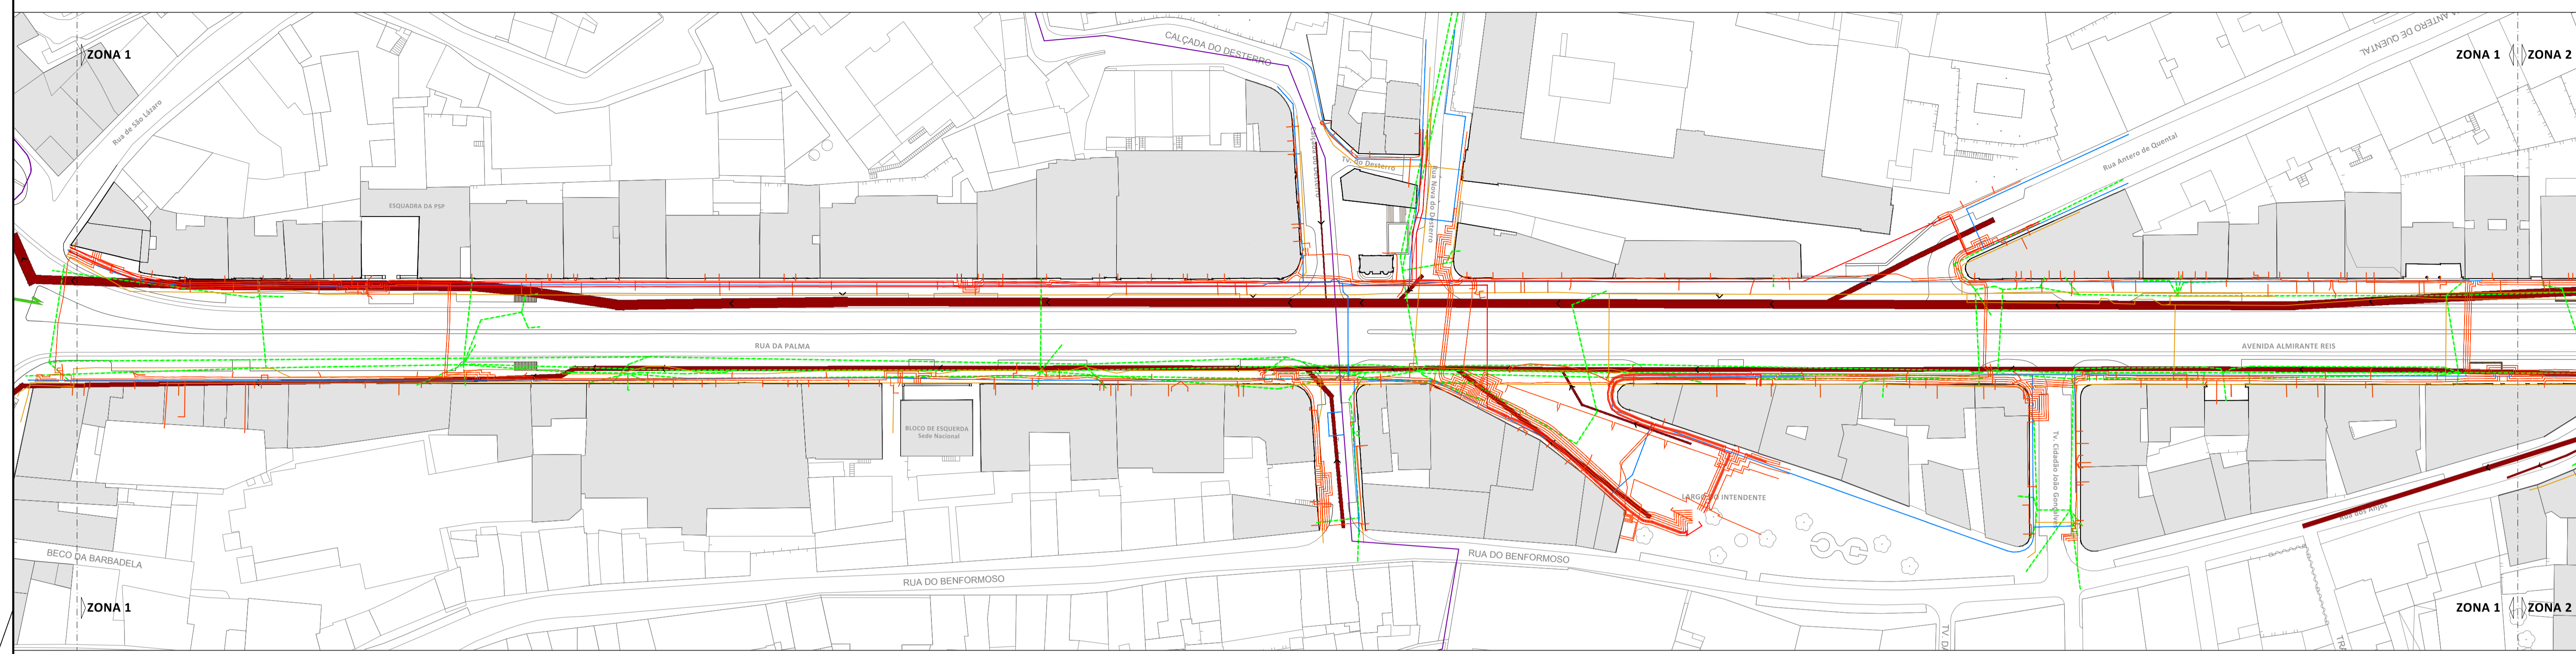 ZONA 1
ZONA 1
ZONA 2
CALÇADA DO DESTERRO
ANTERO DE QUENTAL
Rua de São Lázaro
Calçada do Desterro
Tv. do Desterro
Rua Nova do Desterro
Rua Antero de Quental
ESQUADRA DA PSP
RUA DA PALMA
AVENIDA ALMIRANTE REIS
BLOCO DE ESQUERDA
Sede Nacional
LARGO DO INTENDENTE
Tv. Cidadão João Gonçalves
Rua dos Anjos
BECO DA BARBADELA
RUA DO BENFORMOSO
RUA DO BENFORMOSO
ZONA 1
ZONA 1
ZONA 2